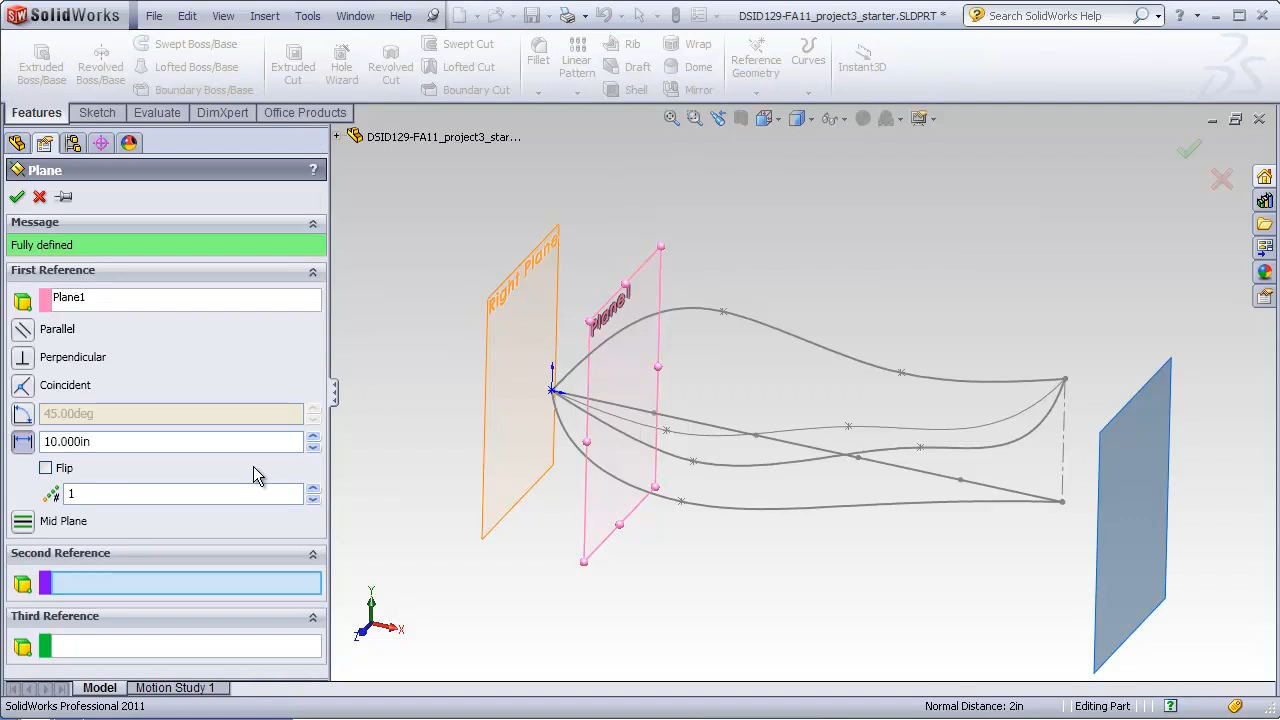 SolidWorks File Edit View Insert Tools Window Help DSID129-FA11_project3_starter.SLDPRT * Search SolidWorks Help ?
Extruded Boss/Base
Revolved Boss/Base
Swept Boss/Base
Lofted Boss/Base
Boundary Boss/Base
Extruded Cut
Hole Wizard
Revolved Cut
Swept Cut
Lofted Cut
Boundary Cut
Fillet
Linear Pattern
Rib
Draft
Shell
Wrap
Dome
Mirror
Reference Geometry
Curves
Instant3D
Features Sketch Evaluate DimXpert Office Products
DSID129-FA11_project3_star...
Plane ?
Message
Fully defined
First Reference
Plane1
Parallel
Perpendicular
Coincident
45.00deg
10.000in
Flip
1
Mid Plane
Second Reference
Third Reference
Right Plane
Plane1
Y
X
Z
Model Motion Study 1
SolidWorks Professional 2011 Normal Distance: 2in Editing Part ?